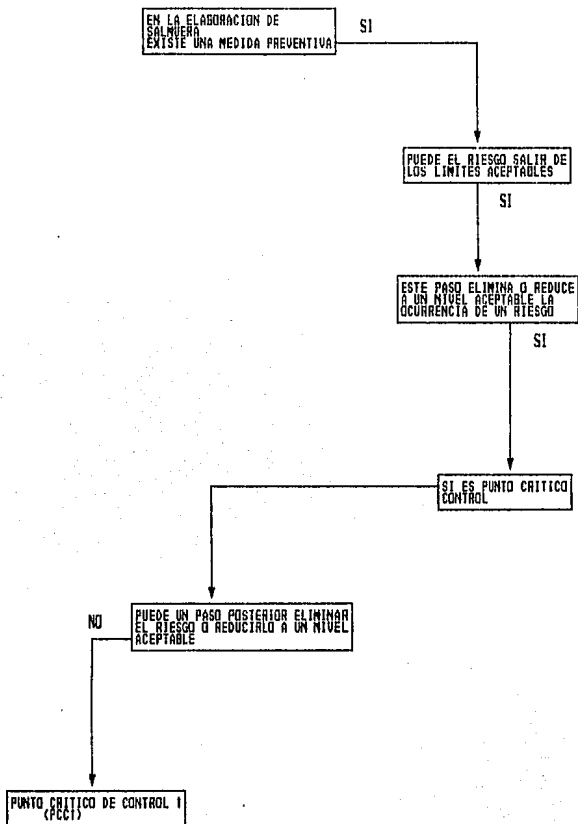 EN LA ELABORACION DE
SALMUERA
EXISTE UNA MEDIDA PREVENTIVA
SI
PUEDE EL RIESGO SALIR DE
LOS LIMITES ACEPTABLES
SI
ESTE PASO ELIMINA O REDUCE
A UN NIVEL ACEPTABLE LA
OCURRENCIA DE UN RIESGO
SI
SI ES PUNTO CRITICO
CONTROL
PUEDE UN PASO POSTERIOR ELIMINAR
EL RIESGO O REDUCIRLO A UN NIVEL
ACEPTABLE
NO
PUNTO CRITICO DE CONTROL 1
(PCC1)